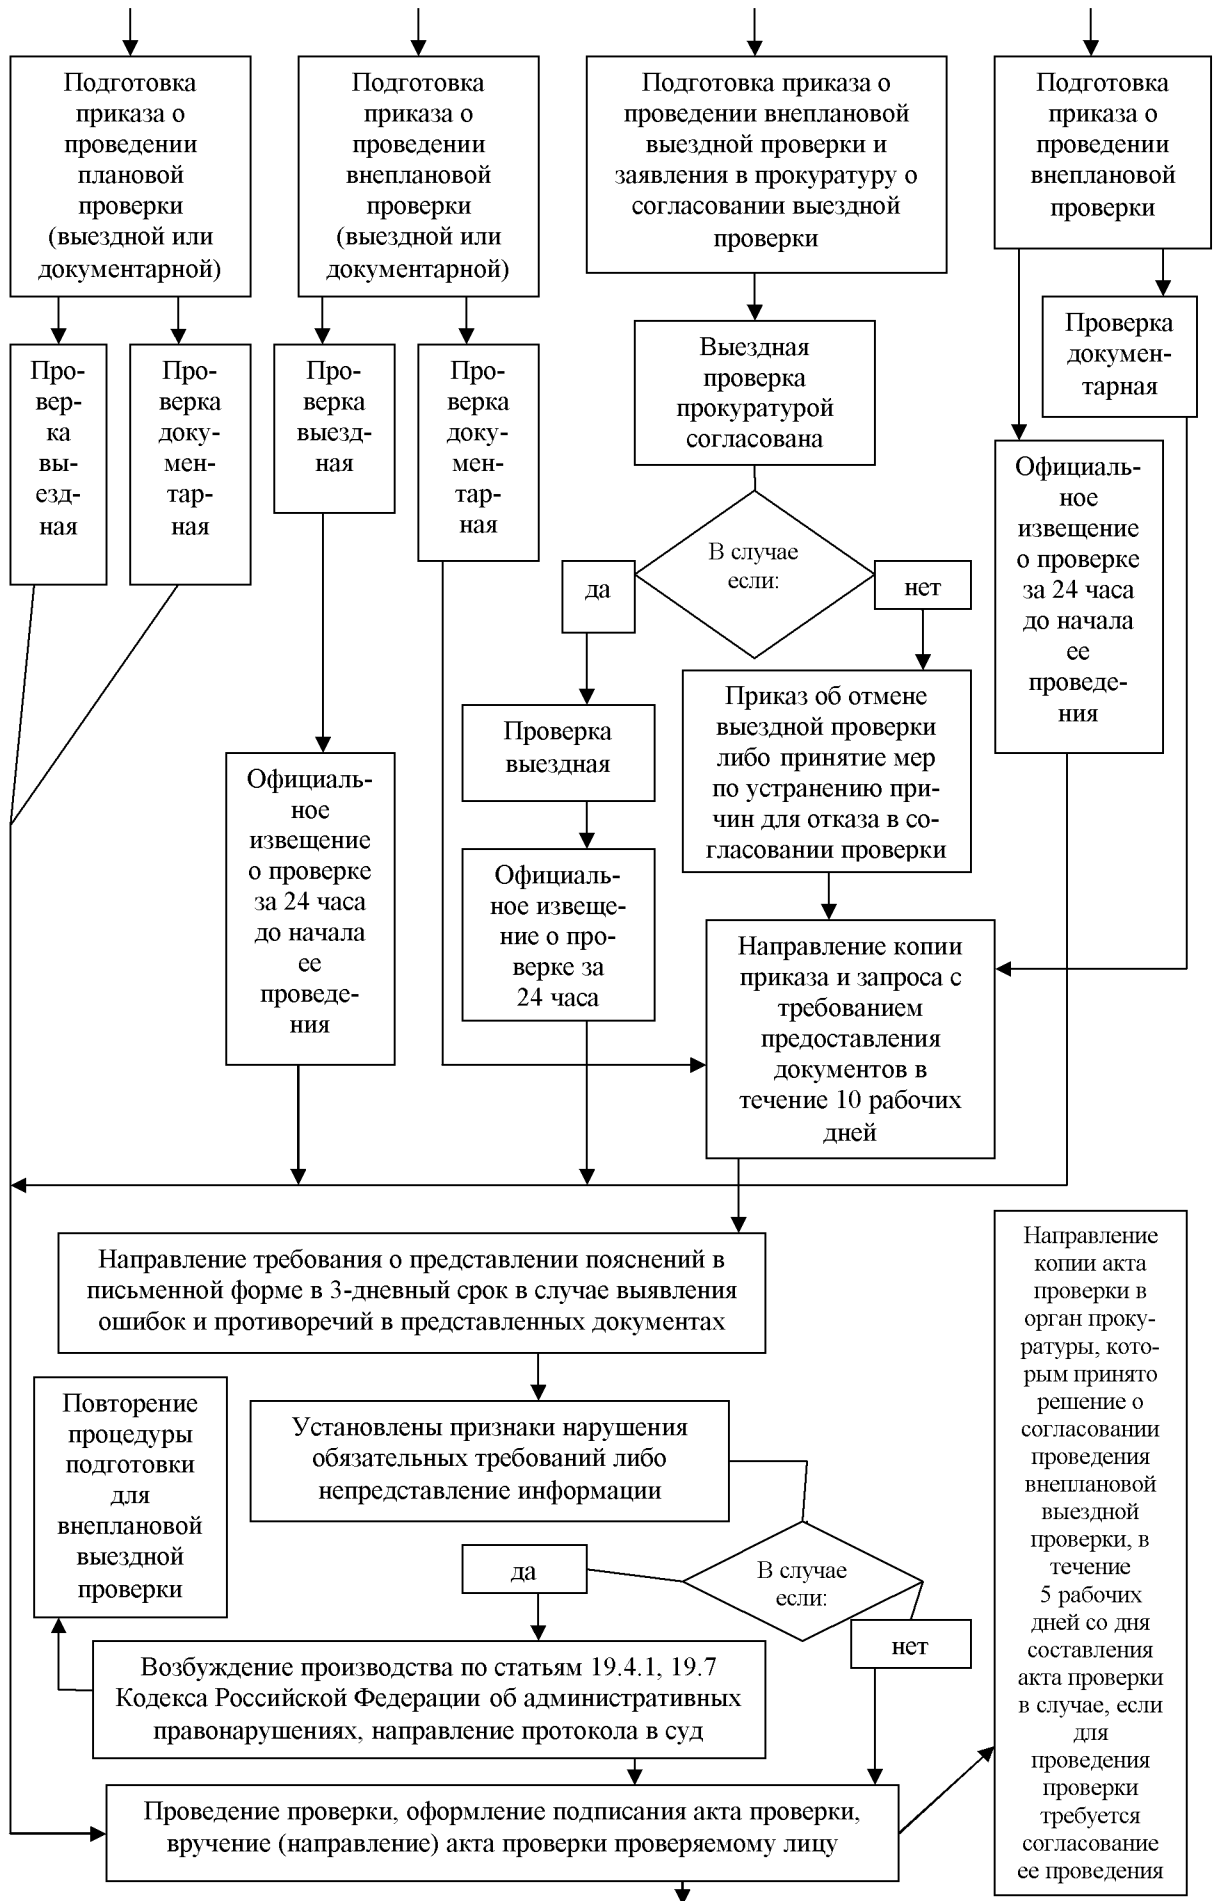 Подготовка
приказа о
проведении
плановой
проверки
(выездной или
документарной)
Подготовка
приказа о
проведении
внеплановой
проверки
(выездной или
документарной)
Подготовка приказа о
проведении внеплановой
выездной проверки и
заявления в прокуратуру о
согласовании выездной
проверки
Подготовка
приказа о
проведении
внеплановой
проверки
Про-
вер-
ка
вы-
езд-
ная
Про-
верка
доку-
мен-
тар-
ная
Про-
верка
выезд-
ная
Про-
верка
доку-
мен-
тар-
ная
Выездная
проверка
прокуратурой
согласована
Проверка
докумен-
тарная
Официаль-
ное
извещение
о проверке
за 24 часа
до начала
ее
проведе-
ния
В случае
если:
да
нет
Проверка
выездная
Приказ об отмене
выездной проверки
либо принятие мер
по устранению при-
чин для отказа в со-
гласовании проверки
Официаль-
ное
извещение
о проверке
за 24 часа
до начала
ее
проведе-
ния
Официаль-
ное извеще-
ние о про-
верке за
24 часа
Направление копии
приказа и запроса с
требованием
предоставления
документов в
течение 10 рабочих
дней
Направление требования о представлении пояснений в
письменной форме в 3-дневный срок в случае выявления
ошибок и противоречий в представленных документах
Направление
копии акта
проверки в
орган проку-
ратуры, кото-
рым принято
решение о
согласовании
проведения
внеплановой
выездной
проверки, в
течение
5 рабочих
дней со дня
составления
акта проверки
в случае, если
для
проведения
проверки
требуется
согласование
ее проведения
Повторение
процедуры
подготовки
для
внеплановой
выездной
проверки
Установлены признаки нарушения
обязательных требований либо
непредставление информации
да
В случае
если:
нет
Возбуждение производства по статьям 19.4.1, 19.7
Кодекса Российской Федерации об административных
правонарушениях, направление протокола в суд
Проведение проверки, оформление подписания акта проверки,
вручение (направление) акта проверки проверяемому лицу